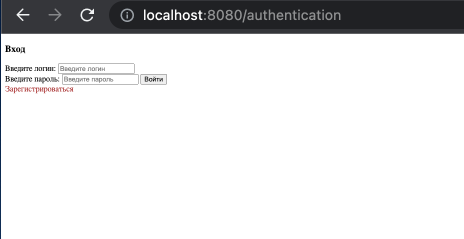 localhost:8080/authentication
Вход
Введите логин: Введите логин
Введите пароль: Введите пароль Войти
Зарегистрироваться